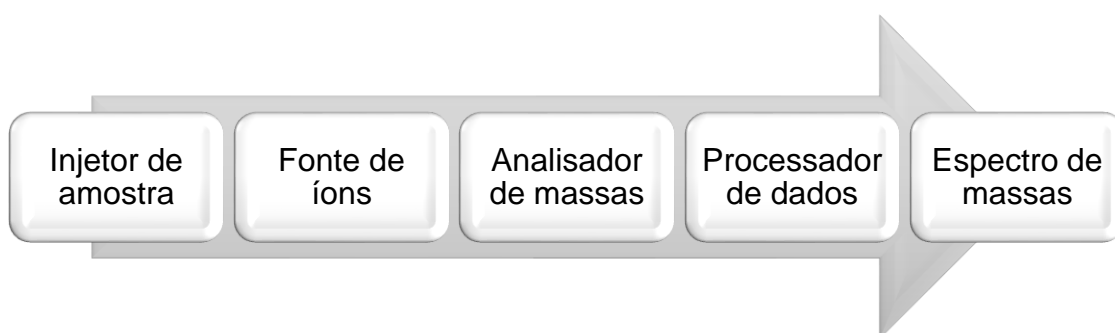 Injetor de
amostra
Fonte de
íons
Analisador
de massas
Processador
de dados
Espectro de
massas